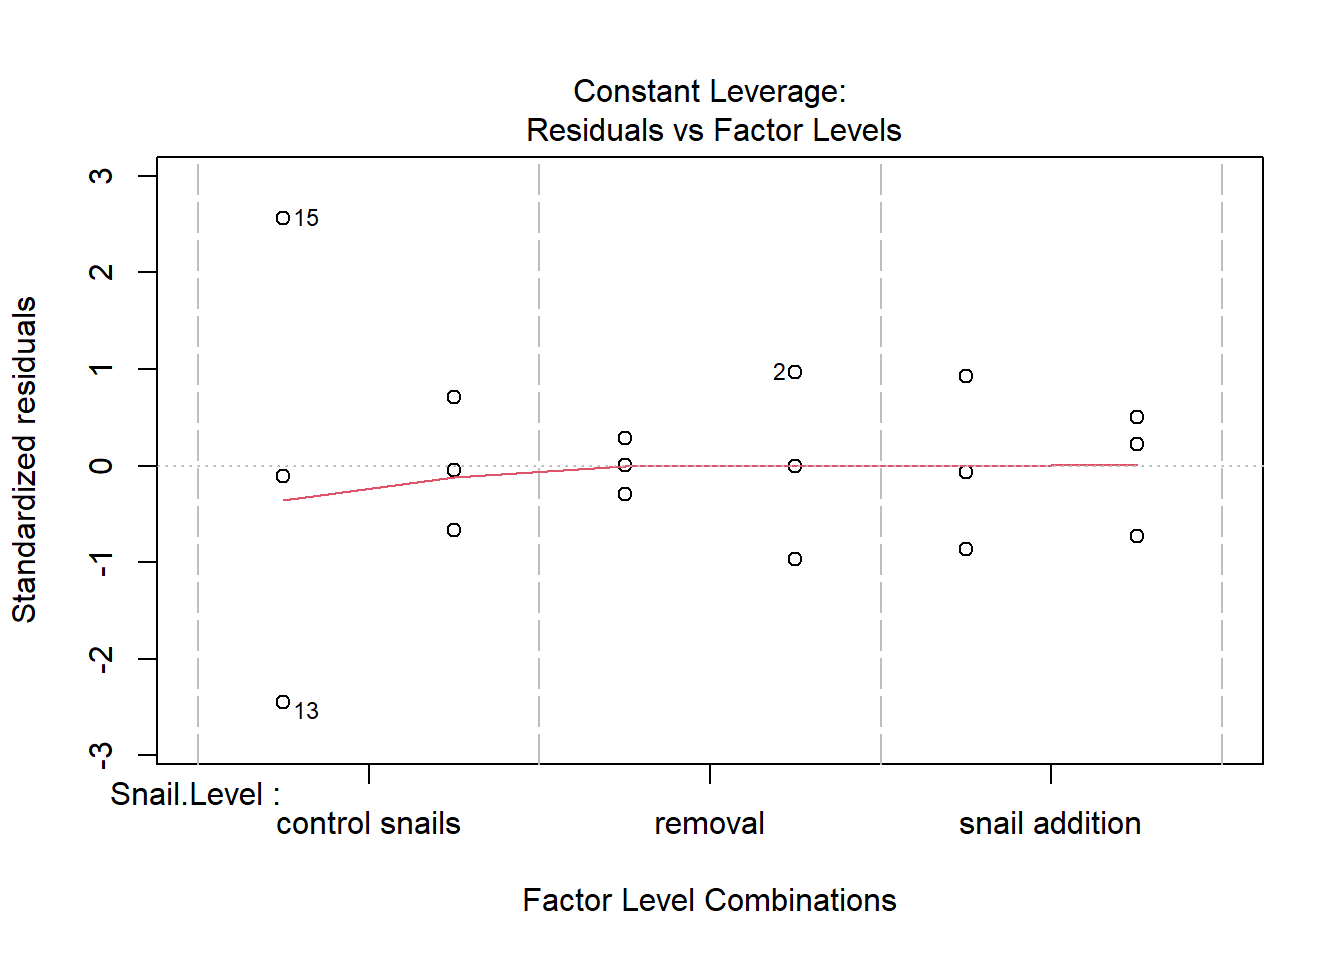 Constant Leverage:
Residuals vs Factor Levels
Standardized residuals
3
2
1
0
-1
-2
-3
15
2
13
Snail.Level :
control snails
removal
snail addition
Factor Level Combinations